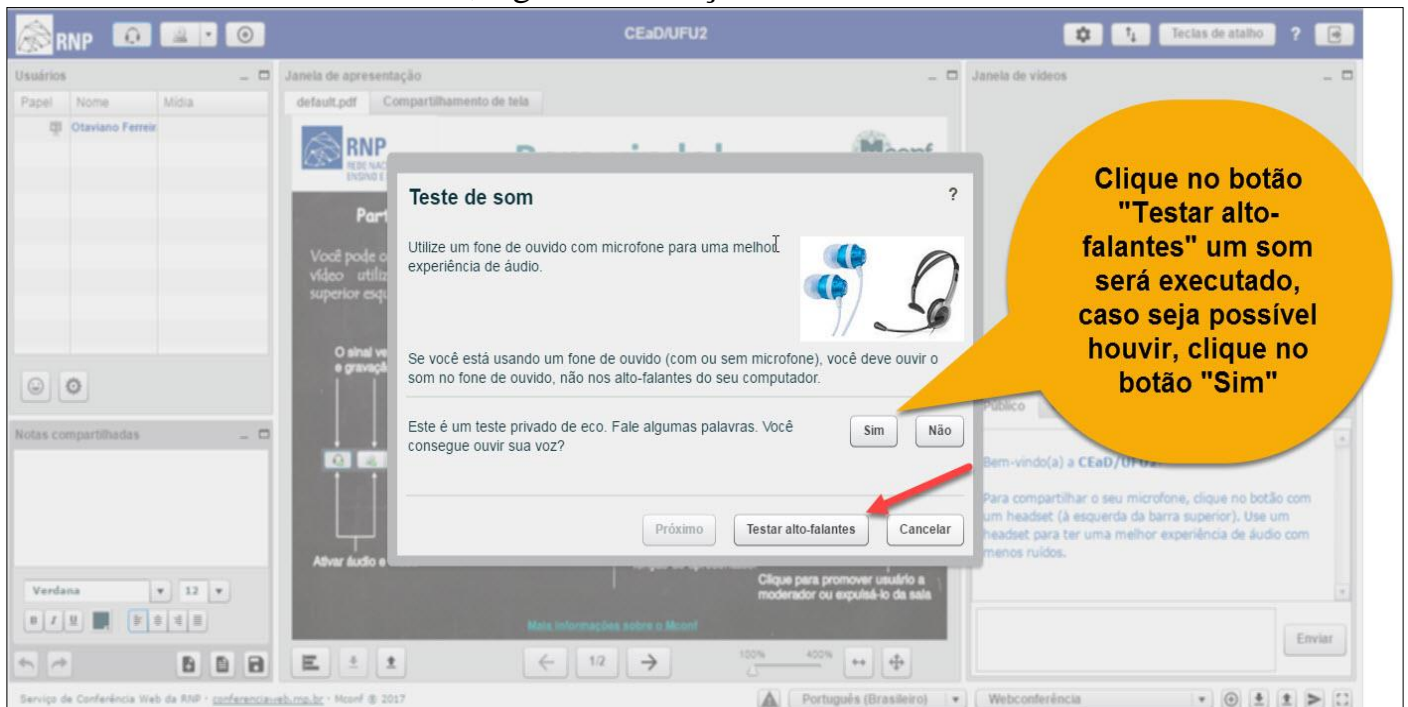 RNP
CEaD/UFU2
Teclas de atalho
?
Usuários
Papel Nome Mídia
Otaviano Ferreir
Janela de apresentação
default.pdf Compartilhamento de tela
RNP
Janela de vídeos
Teste de som
?
Utilize um fone de ouvido com microfone para uma melhor
experiência de áudio.
Se você está usando um fone de ouvido (com ou sem microfone), você deve ouvir o
som no fone de ouvido, não nos alto-falantes do seu computador.
Este é um teste privado de eco. Fale algumas palavras. Você
consegue ouvir sua voz?
Sim Não
Próximo Testar alto-falantes Cancelar
Clique no botão
"Testar alto-
falantes" um som
será executado,
caso seja possível
houvir, clique no
botão "Sim"
Você pode
vídeo
superior
O sinal
Ativar áudio e
Clique para promover usuário a
moderador ou expulsá-lo da sala
Mais informações sobre o Mconf
Notas compartilhadas
Verdana 12
B I U
1/2
100% 400%
Público
Bem-vindo(a) a CEaD/UFU2
Para compartilhar o seu microfone, clique no botão com
um headset (à esquerda da barra superior). Use um
headset para ter uma melhor experiência de áudio com
menos ruídos.
Enviar
Serviço de Conferência Web da RNP - conferenciaweb.rnp.br - Mconf © 2017
Português (Brasileiro)
Webconferência